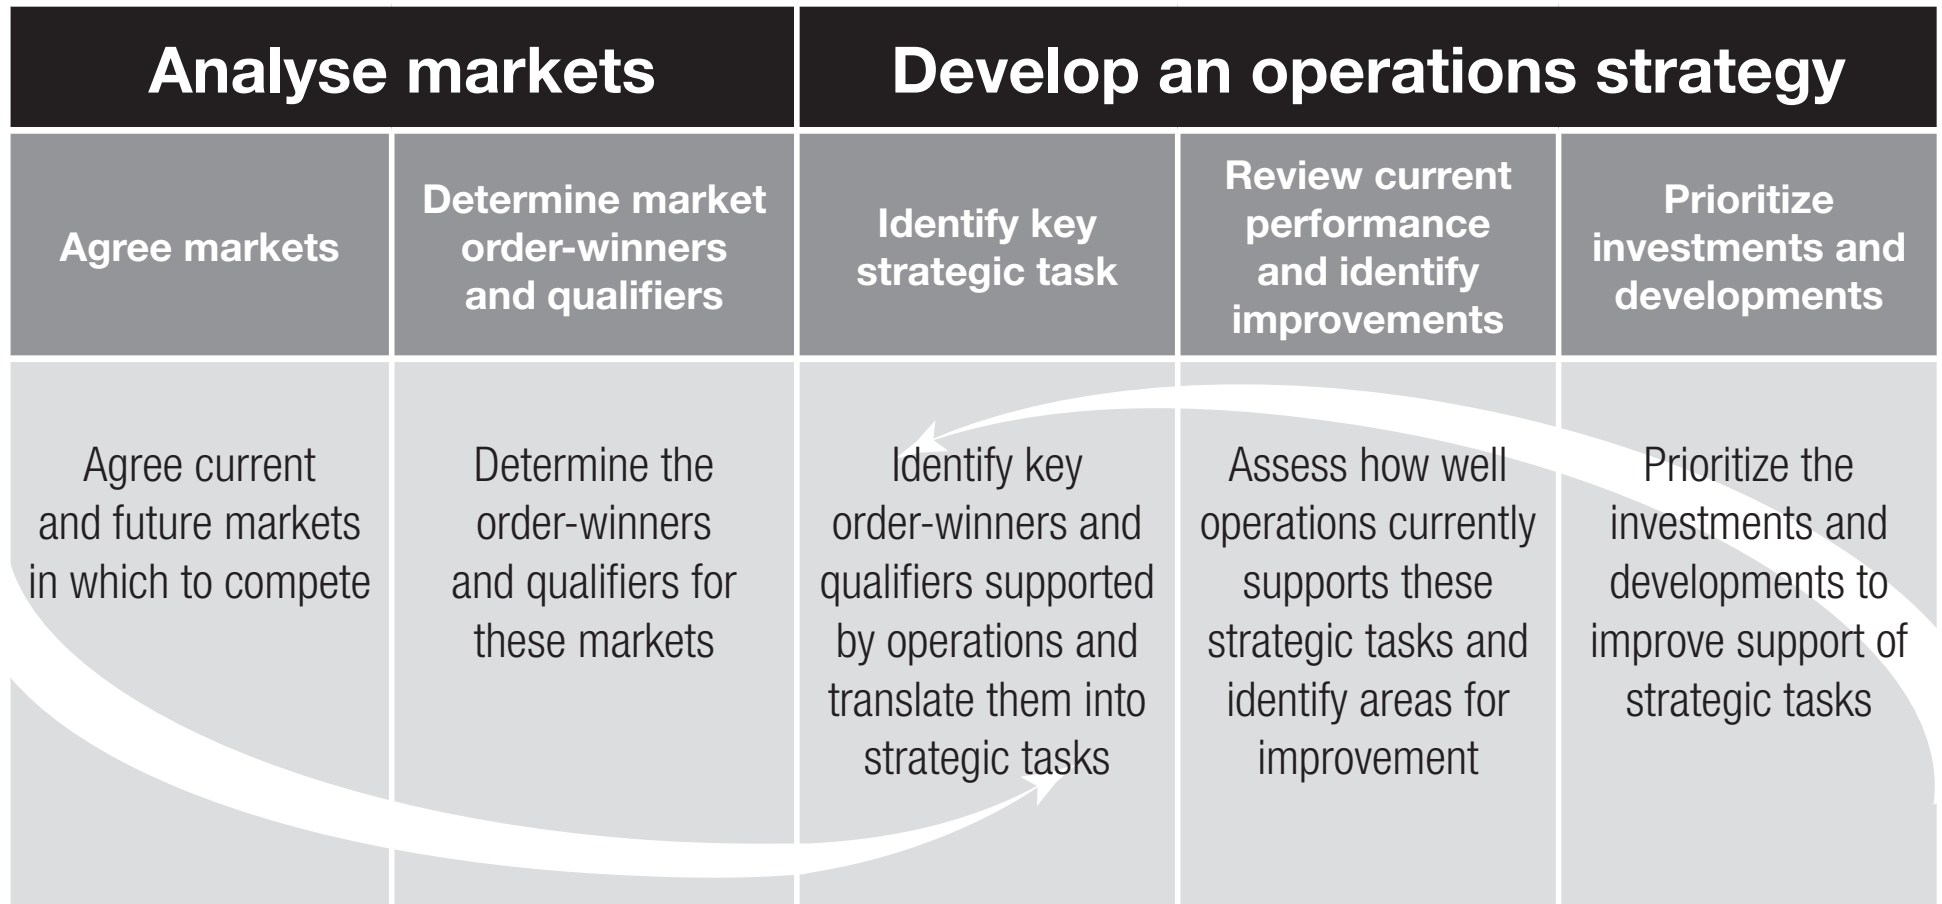 Analyse markets
Develop an operations strategy
Agree markets
Determine market
order-winners
and qualifiers
Identify key
strategic task
Review current
performance
and identify
improvements
Prioritize
investments and
developments
Agree current
and future markets
in which to compete
Determine the
order-winners
and qualifiers for
these markets
Identify key
order-winners and
qualifiers supported
by operations and
translate them into
strategic tasks
Assess how well
operations currently
supports these
strategic tasks and
identify areas for
improvement
Prioritize the
investments and
developments to
improve support of
strategic tasks